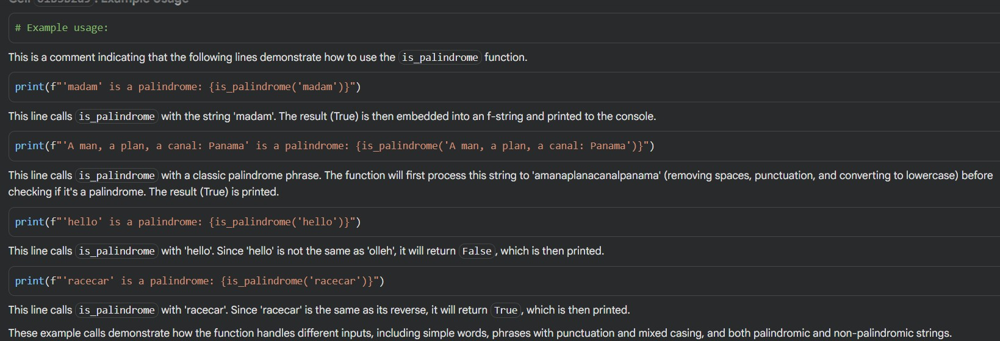 Example Usage
# Example usage:
This is a comment indicating that the following lines demonstrate how to use the is_palindrome function.
print(f"'madam' is a palindrome: {is_palindrome('madam')}")
This line calls is_palindrome with the string 'madam'. The result (True) is then embedded into an f-string and printed to the console.
print(f"'A man, a plan, a canal: Panama' is a palindrome: {is_palindrome('A man, a plan, a canal: Panama')}")
This line calls is_palindrome with a classic palindrome phrase. The function will first process this string to 'amanaplanacanalpanama' (removing spaces, punctuation, and converting to lowercase) before
checking if it's a palindrome. The result (True) is printed.
print(f"'hello' is a palindrome: {is_palindrome('hello')}")
This line calls is_palindrome with 'hello'. Since 'hello' is not the same as 'olleh', it will return False, which is then printed.
print(f"'racecar' is a palindrome: {is_palindrome('racecar')}")
This line calls is_palindrome with 'racecar'. Since 'racecar' is the same as its reverse, it will return True, which is then printed.
These example calls demonstrate how the function handles different inputs, including simple words, phrases with punctuation and mixed casing, and both palindromic and non-palindromic strings.